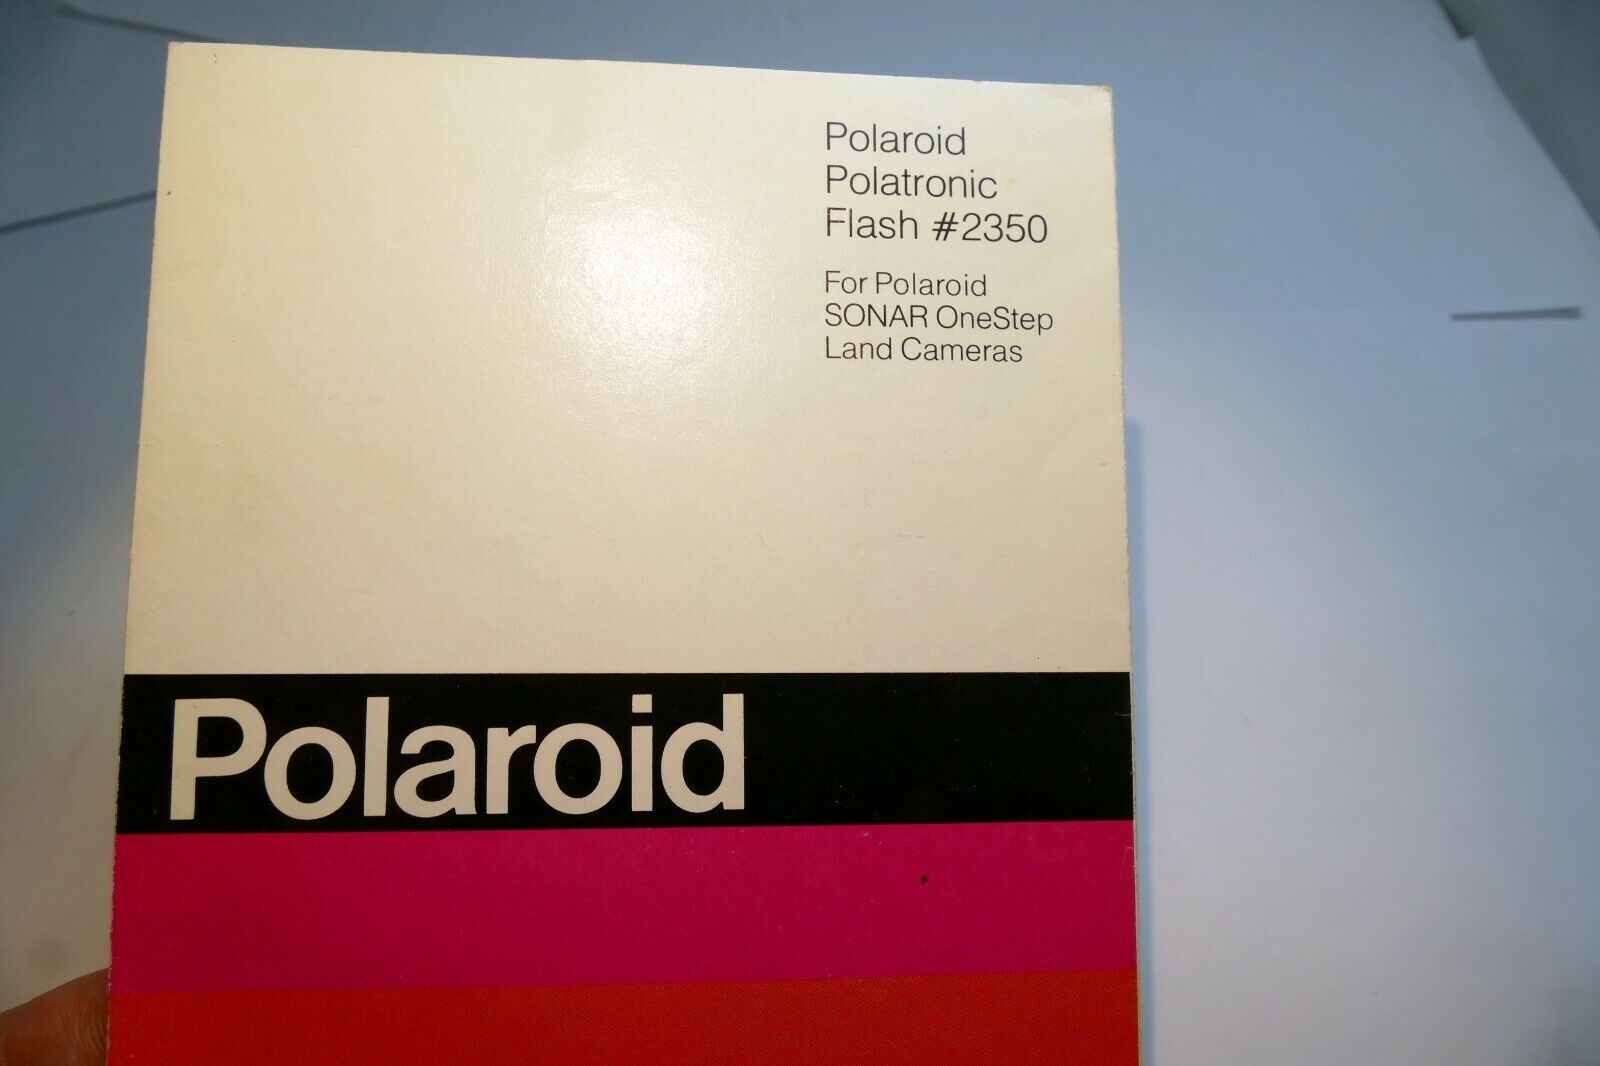 Polaroid
Polatronic
Flash #2350
For Polaroid
SONAR OneStep
Land Cameras
Polaroid